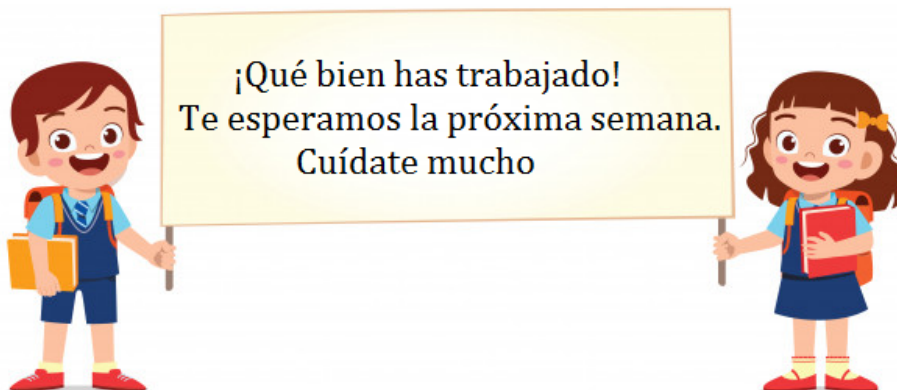 ¡Qué bien has trabajado!
Te esperamos la próxima semana.
Cuídate mucho